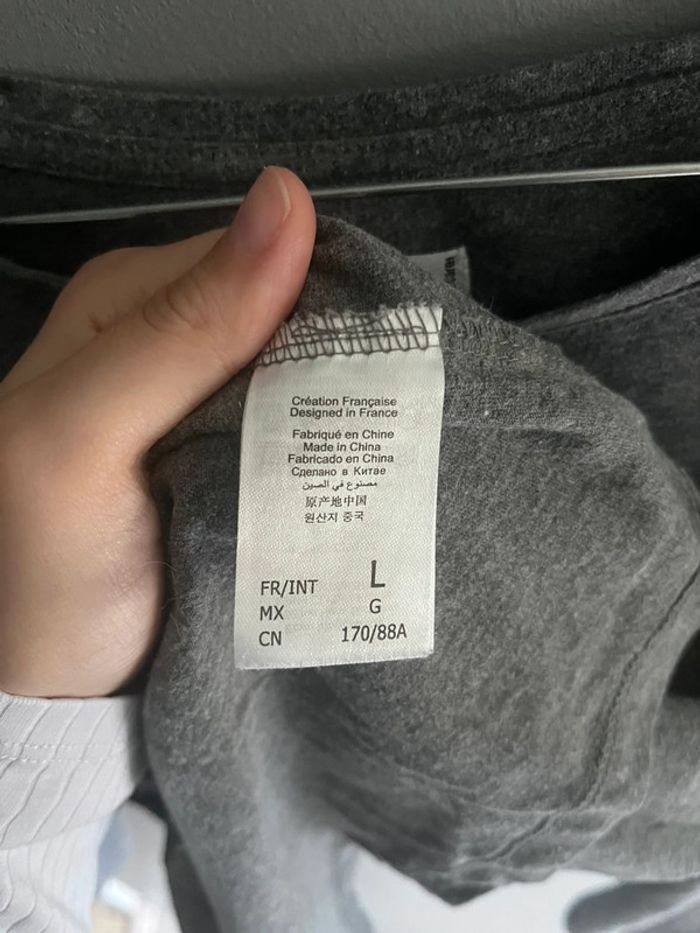 Création Française
Designed in France
Fabriqué en Chine
Made in China
Fabricado en China
Сделано в Китае
مصنوع في الصين
原产地中国
원산지 중국
FR/INT L
MX G
CN 170/88A